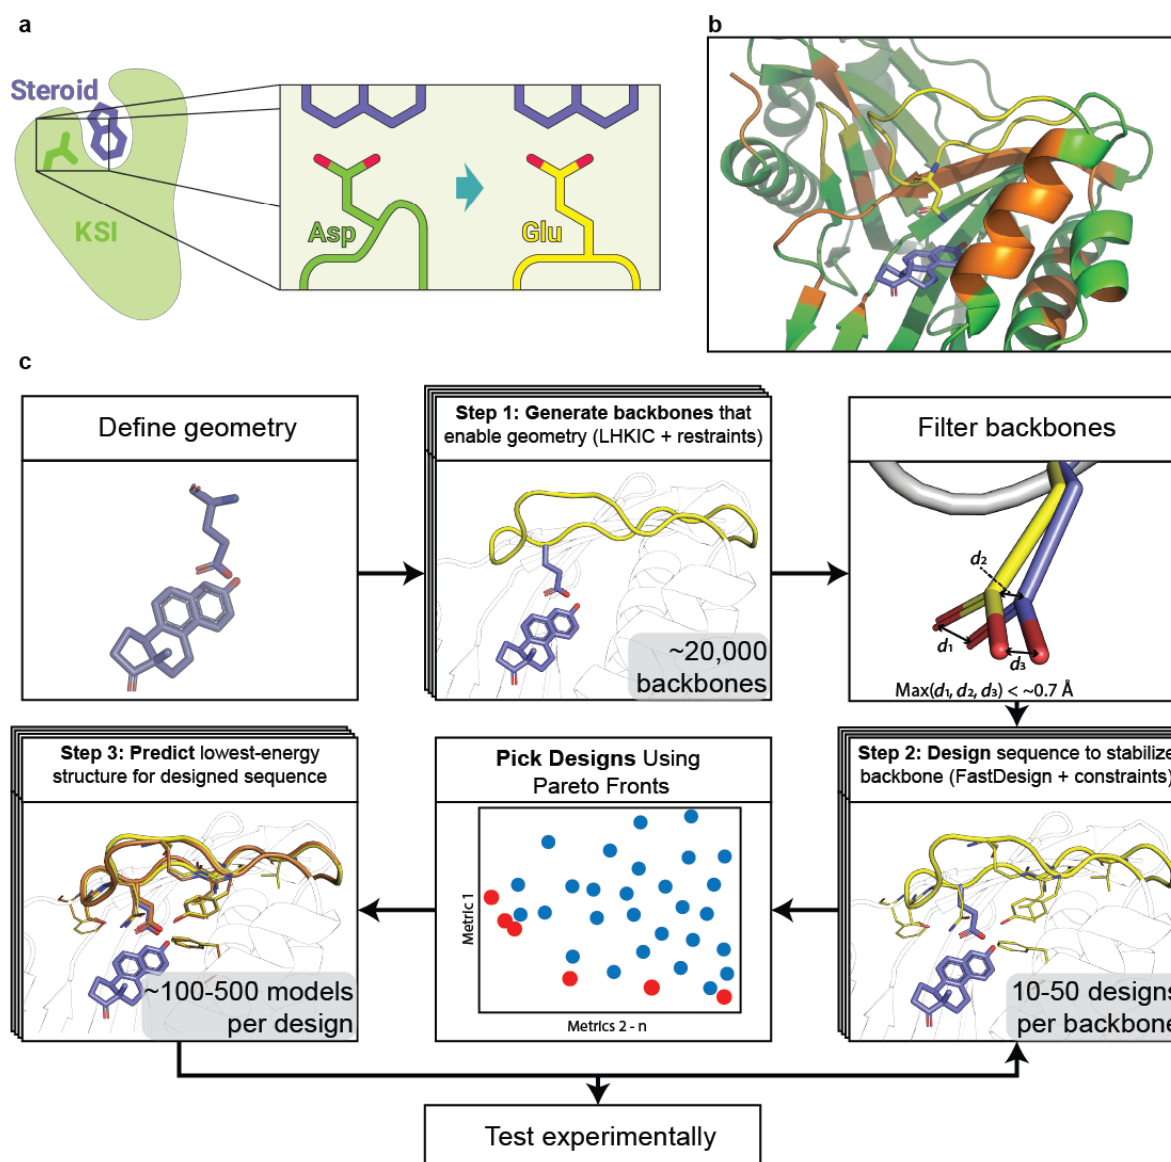 a
Steroid
KSI
Asp
Glu
b
c
Define geometry
Step 1: Generate backbones that
enable geometry (LHKIC + restraints)
~20,000
backbones
Filter backbones
d₂
d₁
d₃
Max(d₁, d₂, d₃) < ~0.7 Å
Step 3: Predict lowest-energy
structure for designed sequence
~100-500 models
per design
Pick Designs Using
Pareto Fronts
Metric 1
Metrics 2 - n
Step 2: Design sequence to stabilize
backbone (FastDesign + constraints)
10-50 designs
per backbone
Test experimentally